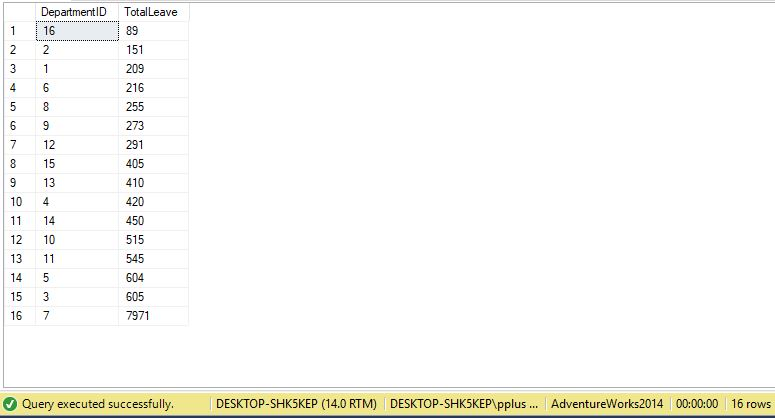 DepartmentID TotalLeave
1 16 89
2 2 151
3 1 209
4 6 216
5 8 255
6 9 273
7 12 291
8 15 405
9 13 410
10 4 420
11 14 450
12 10 515
13 11 545
14 5 604
15 3 605
16 7 7971
Query executed successfully. DESKTOP-SHK5KEP (14.0 RTM) DESKTOP-SHK5KEP\pplus ... AdventureWorks2014 00:00:00 16 rows